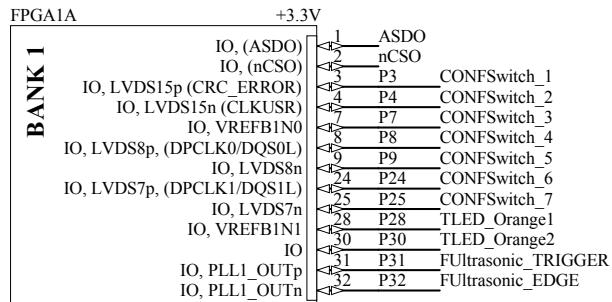 FPGA1A +3.3V
BANK 1
IO, (ASDO) 1 ASDO
IO, (nCSO) 2 nCSO
IO, LVDS15p (CRC_ERROR) 3 P3 CONFSwitch_1
IO, LVDS15n (CLKUSR) 4 P4 CONFSwitch_2
IO, VREFB1N0 7 P7 CONFSwitch_3
IO, LVDS8p, (DPCLK0/DQS0L) 8 P8 CONFSwitch_4
IO, LVDS8n 9 P9 CONFSwitch_5
IO, LVDS7p, (DPCLK1/DQS1L) 24 P24 CONFSwitch_6
IO, LVDS7n 25 P25 CONFSwitch_7
IO, VREFB1N1 28 P28 TLED_Orange1
IO 30 P30 TLED_Orange2
IO, PLL1_OUTp 31 P31 FUltrasonic_TRIGGER
IO, PLL1_OUTn 32 P32 FUltrasonic_EDGE